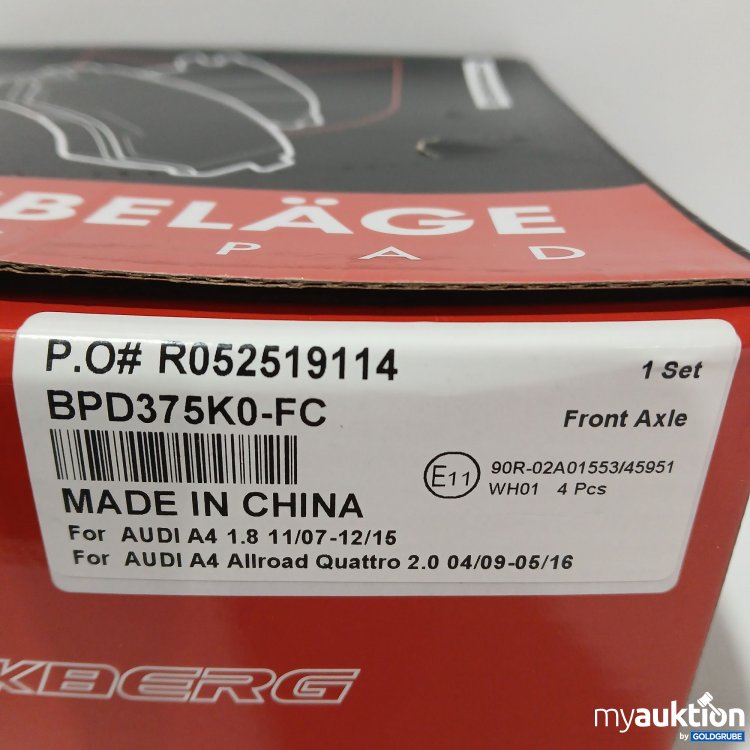 BELÄGE
PAD
P.O# R052519114
1 Set
BPD375K0-FC
Front Axle
E11
90R-02A01553/45951
WH01 4 Pcs
MADE IN CHINA
For AUDI A4 1.8 11/07-12/15
For AUDI A4 Allroad Quattro 2.0 04/09-05/16
KBERG
myauktion
by GOLDGRUBE